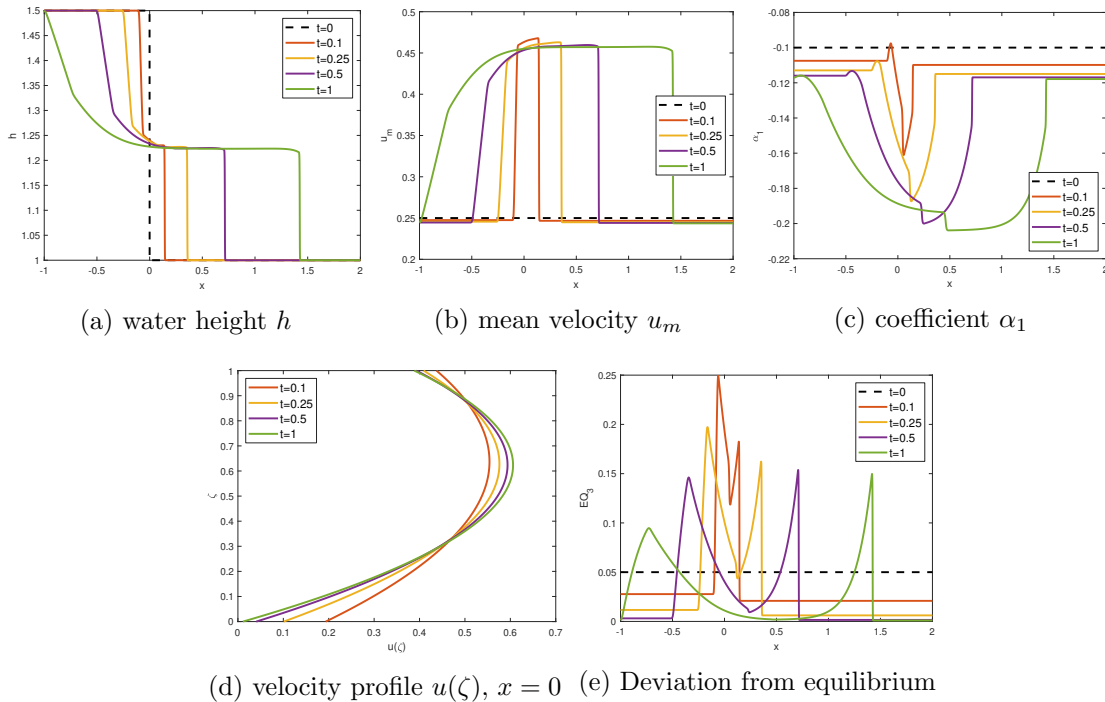 1.5
1.45
1.4
1.35
1.3
1.25
1.2
1.15
1.1
1.05
1
h
-1 -0.5 0 0.5 1 1.5 2
x
t=0
t=0.1
t=0.25
t=0.5
t=1
(a) water height h
0.5
0.45
0.4
0.35
0.3
0.25
0.2
u_m
-1 -0.5 0 0.5 1 1.5 2
x
t=0
t=0.1
t=0.25
t=0.5
t=1
(b) mean velocity u_m
-0.08
-0.1
-0.12
-0.14
-0.16
-0.18
-0.2
-0.22
α_1
-1 -0.5 0 0.5 1 1.5 2
x
t=0
t=0.1
t=0.25
t=0.5
t=1
(c) coefficient α_1
1
0.9
0.8
0.7
0.6
0.5
0.4
0.3
0.2
0.1
0
ζ
0 0.1 0.2 0.3 0.4 0.5 0.6 0.7
u(ζ)
t=0.1
t=0.25
t=0.5
t=1
(d) velocity profile u(ζ), x = 0
0.25
0.2
0.15
0.1
0.05
0
EQ_3
-1 -0.5 0 0.5 1 1.5 2
x
t=0
t=0.1
t=0.25
t=0.5
t=1
(e) Deviation from equilibrium